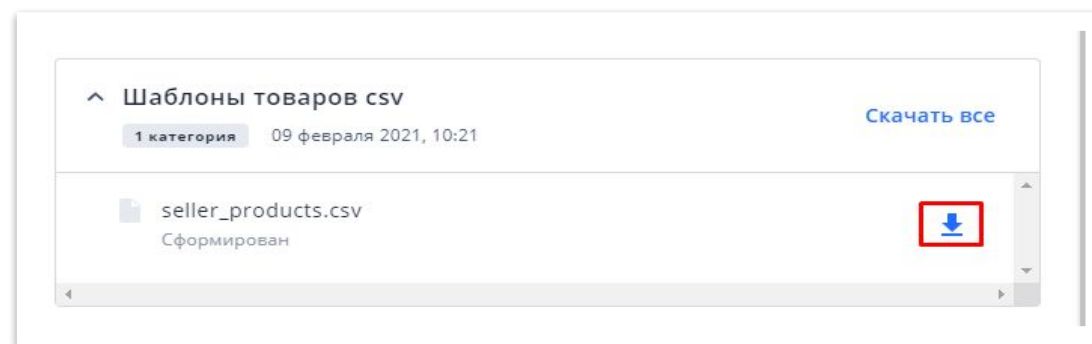 Шаблоны товаров csv
Скачать все
1 категория 09 февраля 2021, 10:21
seller_products.csv
Сформирован